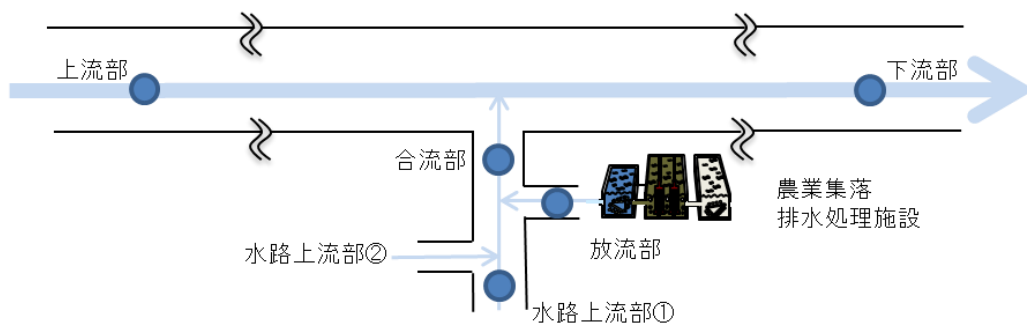 上流部
下流部
合流部
農業集落
排水処理施設
水路上流部②
放流部
水路上流部①